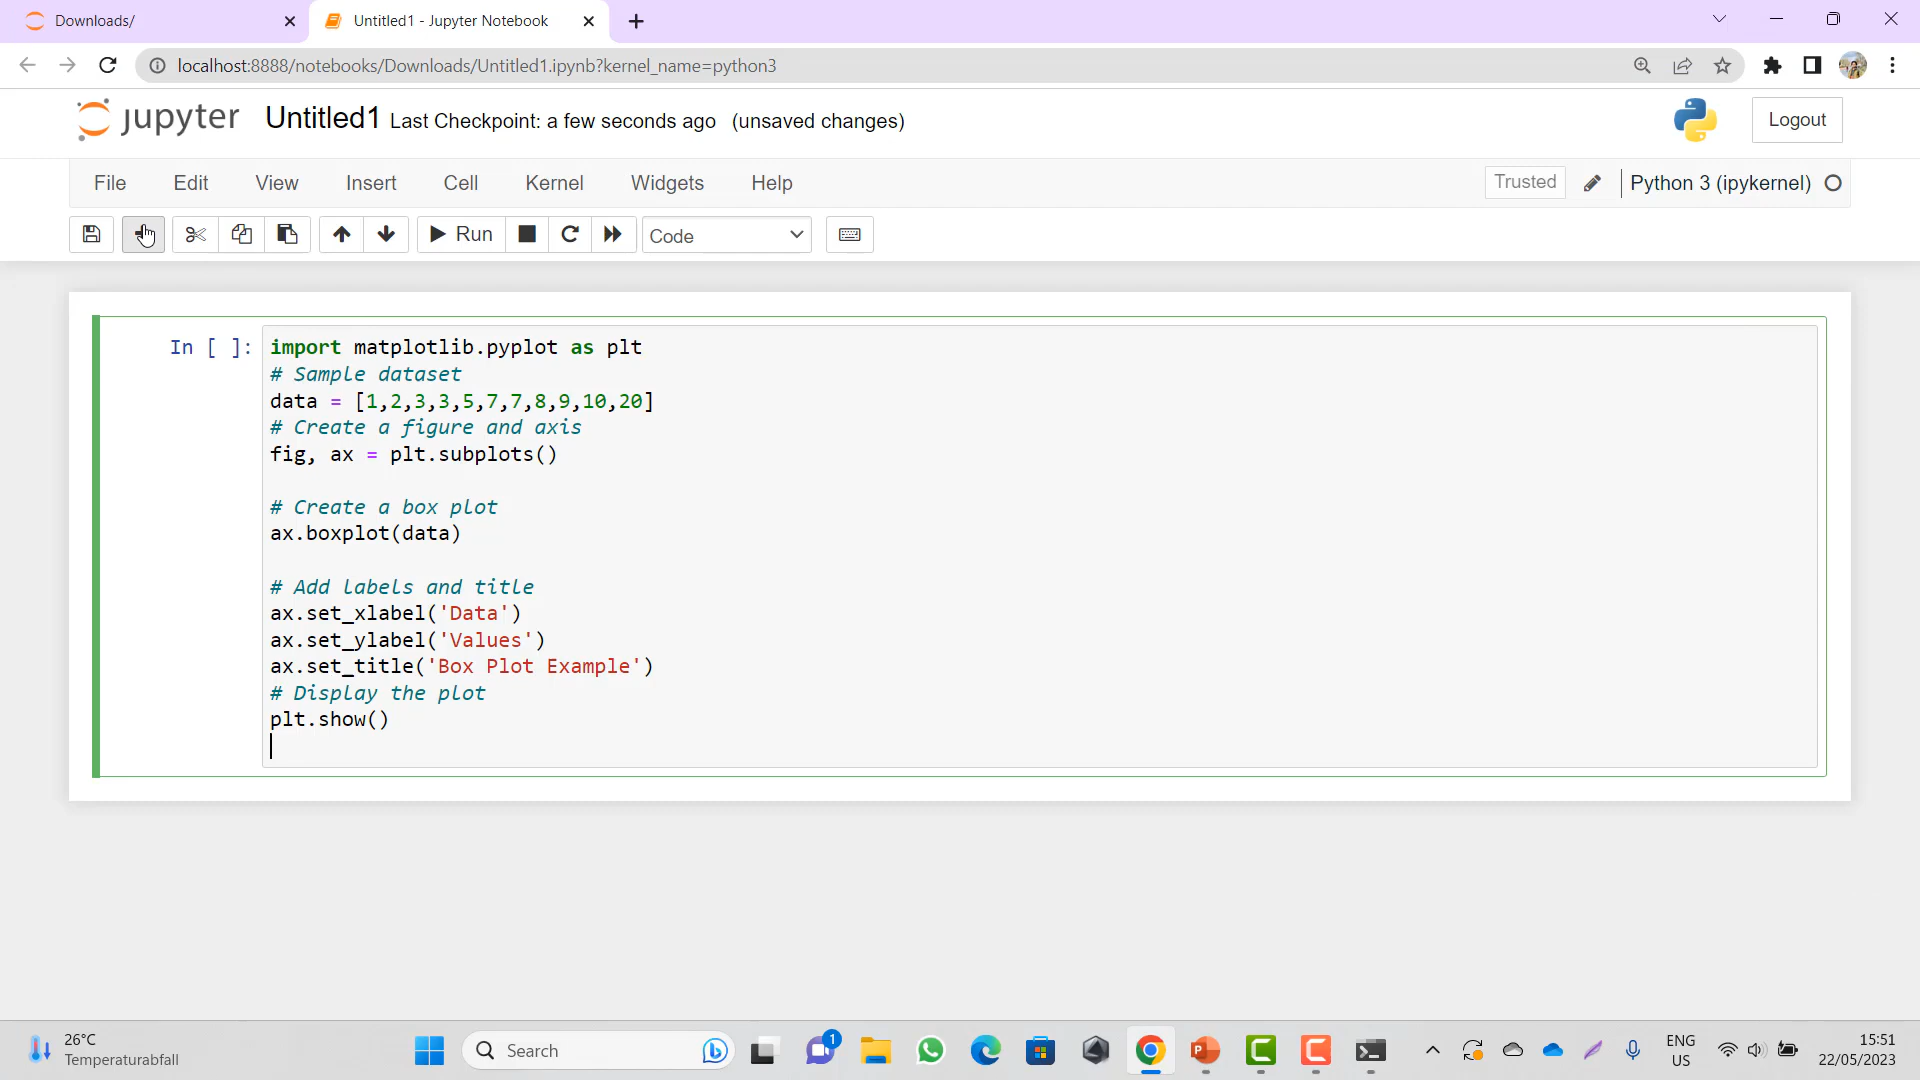 Downloads/
Untitled1 - Jupyter Notebook
localhost:8888/notebooks/Downloads/Untitled1.ipynb?kernel_name=python3
jupyter Untitled1 Last Checkpoint: a few seconds ago (unsaved changes)
Logout
File Edit View Insert Cell Kernel Widgets Help
Trusted
Python 3 (ipykernel)
Run
Code
In [ ]:
import matplotlib.pyplot as plt
# Sample dataset
data = [1,2,3,3,5,7,7,8,9,10,20]
# Create a figure and axis
fig, ax = plt.subplots()
# Create a box plot
ax.boxplot(data)
# Add labels and title
ax.set_xlabel('Data')
ax.set_ylabel('Values')
ax.set_title('Box Plot Example')
# Display the plot
plt.show()
26°C
Temperaturabfall
Search
1
ENG
US
15:51
22/05/2023